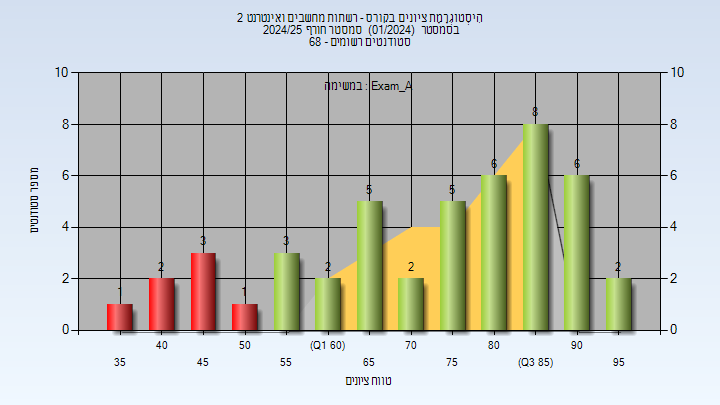 הִיסְטוֹגְרָמַת ציונים בקורס - רשתות מחשבים ואינטרנט 2
בסמסטר (01/2024) סמסטר חורף 2024/25
סטודנטים רשומים - 68
במשימה : Exam_A
10 10
8 8
6 6
4 4
2 2
0 0
מספר סטודנטים
1 2 3 1 3 2 5 2 5 6 8 6 2
40 50 (Q1 60) 70 80 90
35 45 55 65 75 (Q3 85) 95
טווח ציונים